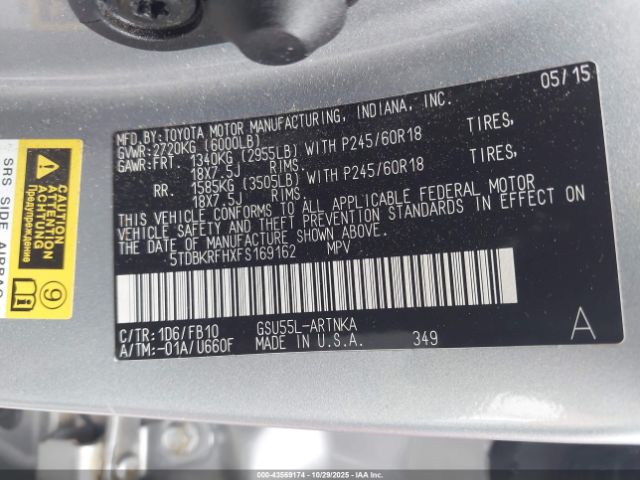 05/15
MFD.BY:TOYOTA MOTOR MANUFACTURING, INDIANA, INC.
GVWR:2720KG (6000LB)
GAWR:FRT. 1340KG (2955LB) WITH P245/60R18 TIRES,
18X7.5J RIMS.
RR 1585KG (3505LB) WITH P245/60R18 TIRES,
18X7.5J RIMS.
THIS VEHICLE CONFORMS TO ALL APPLICABLE FEDERAL MOTOR
VEHICLE SAFETY AND THEFT PREVENTION STANDARDS IN EFFECT ON
THE DATE OF MANUFACTURE SHOWN ABOVE.
5TDBKRFHXFS169162 MPV
C/TR:1D6/FB10 GSU55L-ARTNKA
A/TM:-01A/U660F MADE IN U.S.A. 349 A
SRS SIDE AIRBAG
CAUTION
ATTENTION
ACHTUNG
Предупреждение
9
000-43569174 | 10/29/2025 | IAAI.COM